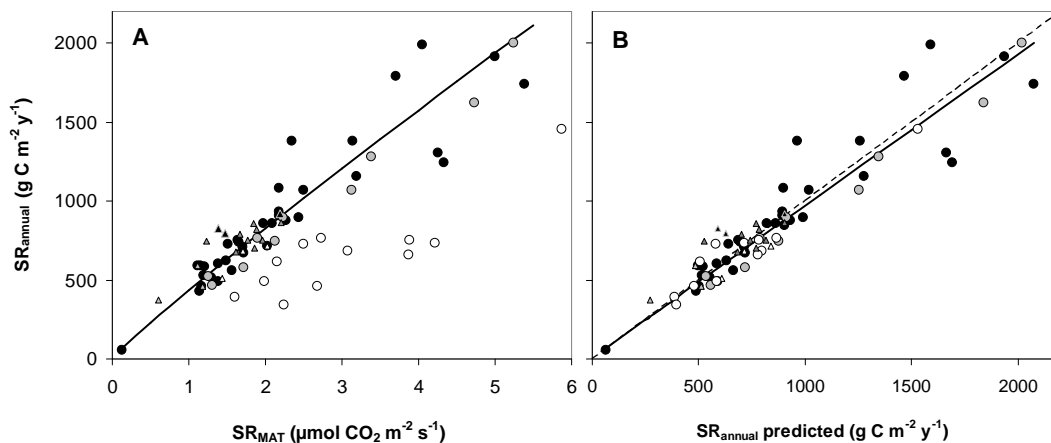 A
B
SRannual (g C m-2 y-1)
2000
1500
1000
500
0
0 1 2 3 4 5 6
0 500 1000 1500 2000
SRMAT (µmol CO2 m-2 s-1)
SRannual predicted (g C m-2 y-1)